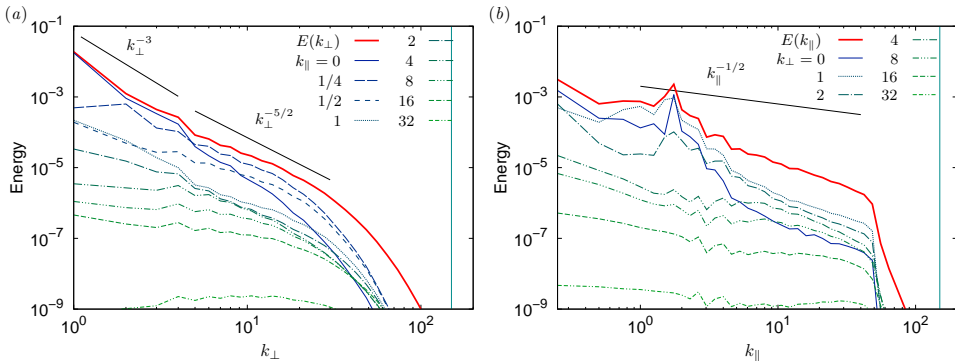 (a)
Energy
10^{-1}
10^{-3}
10^{-5}
10^{-7}
10^{-9}
k_⊥^{-3}
k_⊥^{-5/2}
E(k_⊥) 2
k_∥ = 0 4
1/4 8
1/2 16
1 32
10^0 10^1 10^2
k_⊥
(b)
Energy
10^{-1}
10^{-3}
10^{-5}
10^{-7}
10^{-9}
k_∥^{-1/2}
E(k_∥) 4
k_⊥ = 0 8
1 16
2 32
10^0 10^1 10^2
k_∥